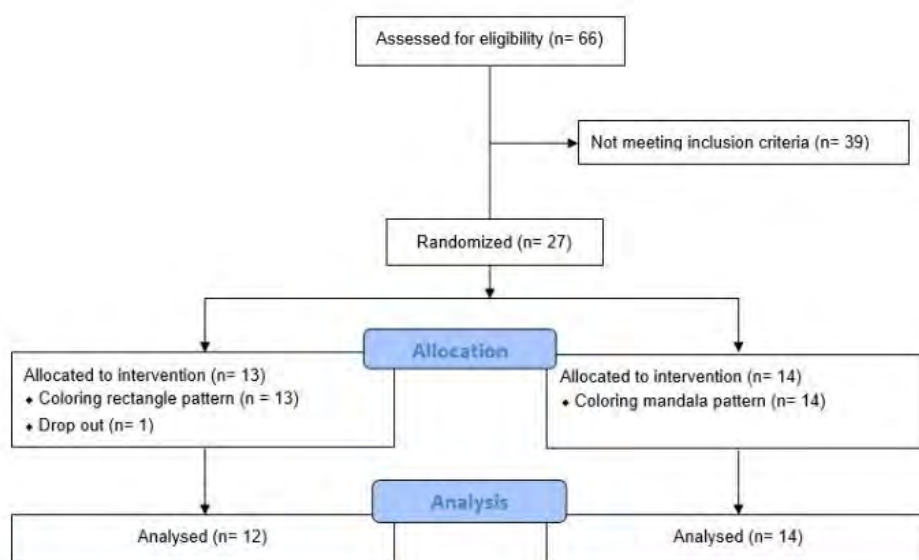 Assessed for eligibility (n= 66)
Not meeting inclusion criteria (n= 39)
Randomized (n= 27)
Allocation
Allocated to intervention (n= 13)
⬥ Coloring rectangle pattern (n = 13)
⬥ Drop out (n= 1)
Allocated to intervention (n= 14)
⬥ Coloring mandala pattern (n= 14)
Analysis
Analysed (n= 12)
Analysed (n= 14)